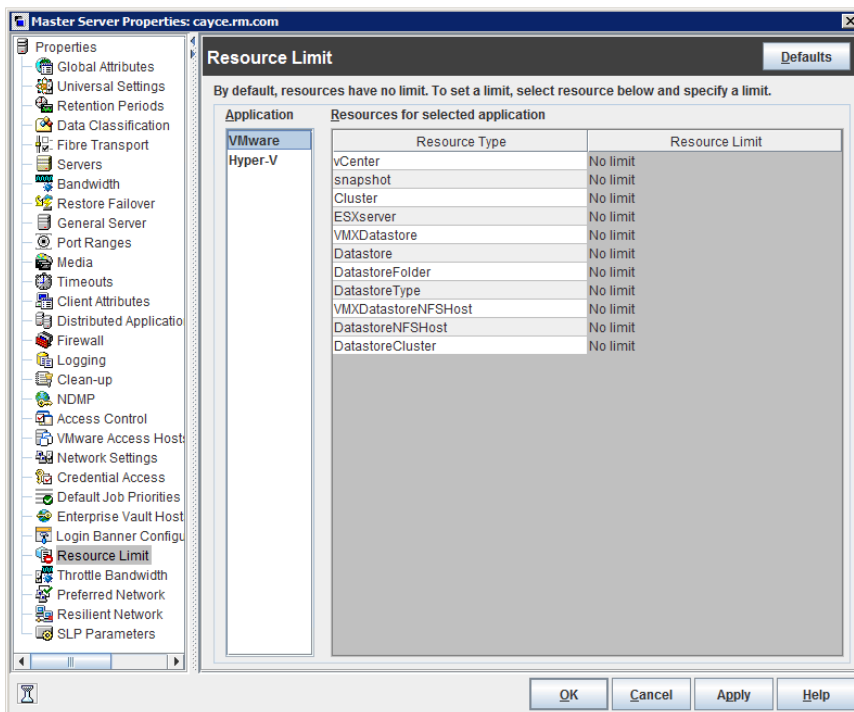 Master Server Properties: cayce.rm.com
Properties
Global Attributes
Universal Settings
Retention Periods
Data Classification
Fibre Transport
Servers
Bandwidth
Restore Failover
General Server
Port Ranges
Media
Timeouts
Client Attributes
Distributed Applicatio
Firewall
Logging
Clean-up
NDMP
Access Control
VMware Access Hosts
Network Settings
Credential Access
Default Job Priorities
Enterprise Vault Host
Login Banner Configu
Resource Limit
Throttle Bandwidth
Preferred Network
Resilient Network
SLP Parameters
Resource Limit
Defaults
By default, resources have no limit. To set a limit, select resource below and specify a limit.
Application
VMware
Hyper-V
Resources for selected application
Resource Type Resource Limit
vCenter No limit
snapshot No limit
Cluster No limit
ESXserver No limit
VMXDatastore No limit
Datastore No limit
DatastoreFolder No limit
DatastoreType No limit
VMXDatastoreNFSHost No limit
DatastoreNFSHost No limit
DatastoreCluster No limit
OK Cancel Apply Help